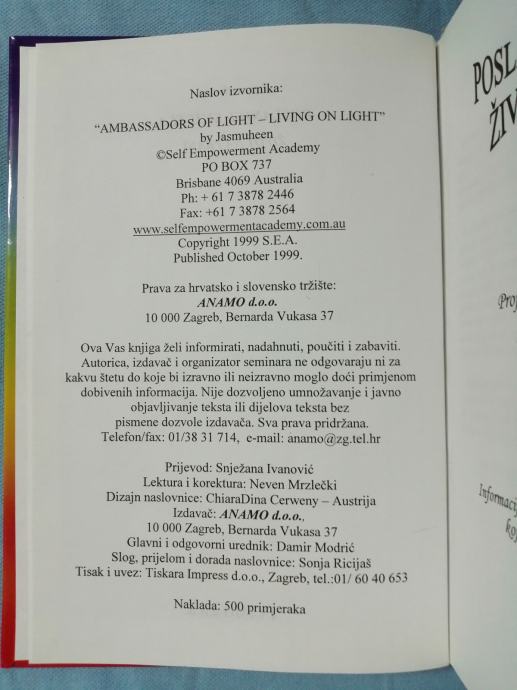 Naslov izvornika:
“AMBASSADORS OF LIGHT – LIVING ON LIGHT”
by Jasmuheen
©Self Empowerment Academy
PO BOX 737
Brisbane 4069 Australia
Ph: + 61 7 3878 2446
Fax: +61 7 3878 2564
www.selfempowermentacademy.com.au
Copyright 1999 S.E.A.
Published October 1999.
Prava za hrvatsko i slovensko tržište:
ANAMO d.o.o.
10 000 Zagreb, Bernarda Vukasa 37
Ova Vas knjiga želi informirati, nadahnuti, poučiti i zabaviti.
Autorica, izdavač i organizator seminara ne odgovaraju ni za
kakvu štetu do koje bi izravno ili neizravno moglo doći primjenom
dobivenih informacija. Nije dozvoljeno umnožavanje i javno
objavljivanje teksta ili dijelova teksta bez
pismene dozvole izdavača. Sva prava pridržana.
Telefon/fax: 01/38 31 714, e-mail: anamo@zg.tel.hr
Prijevod: Snježana Ivanović
Lektura i korektura: Neven Mrzlečki
Dizajn naslovnice: ChiaraDina Cerweny – Austrija
Izdavač: ANAMO d.o.o.,
10 000 Zagreb, Bernarda Vukasa 37
Glavni i odgovorni urednik: Damir Modrić
Slog, prijelom i dorada naslovnice: Sonja Ricijaš
Tisak i uvez: Tiskara Impress d.o.o., Zagreb, tel.:01/ 60 40 653
Naklada: 500 primjeraka